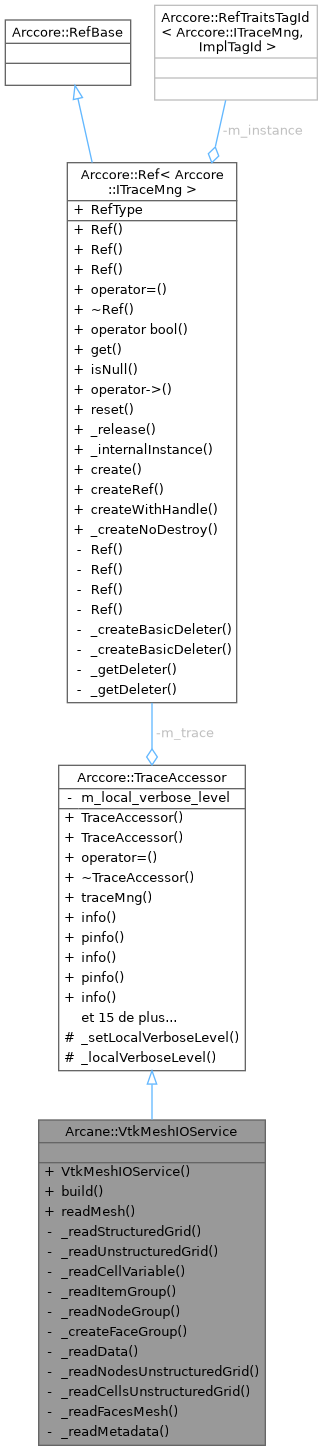 Arccore::RefBase
Arccore::RefTraitsTagId
< Arccore::ITraceMng,
ImplTagId >
-m_instance
Arccore::Ref< Arccore
::ITraceMng >
+ RefType
+ Ref()
+ Ref()
+ Ref()
+ operator=()
+ ~Ref()
+ operator bool()
+ get()
+ isNull()
+ operator->()
+ reset()
+ _release()
+ _internalInstance()
+ create()
+ createRef()
+ createWithHandle()
+ _createNoDestroy()
- Ref()
- Ref()
- Ref()
- Ref()
- _createBasicDeleter()
- _createBasicDeleter()
- _getDeleter()
- _getDeleter()
-m_trace
Arccore::TraceAccessor
- m_local_verbose_level
+ TraceAccessor()
+ TraceAccessor()
+ operator=()
+ ~TraceAccessor()
+ traceMng()
+ info()
+ pinfo()
+ info()
+ pinfo()
+ info()
et 15 de plus...
# _setLocalVerboseLevel()
# _localVerboseLevel()
Arcane::VtkMeshIOService
+ VtkMeshIOService()
+ build()
+ readMesh()
- _readStructuredGrid()
- _readUnstructuredGrid()
- _readCellVariable()
- _readItemGroup()
- _readNodeGroup()
- _createFaceGroup()
- _readData()
- _readNodesUnstructuredGrid()
- _readCellsUnstructuredGrid()
- _readFacesMesh()
- _readMetadata()